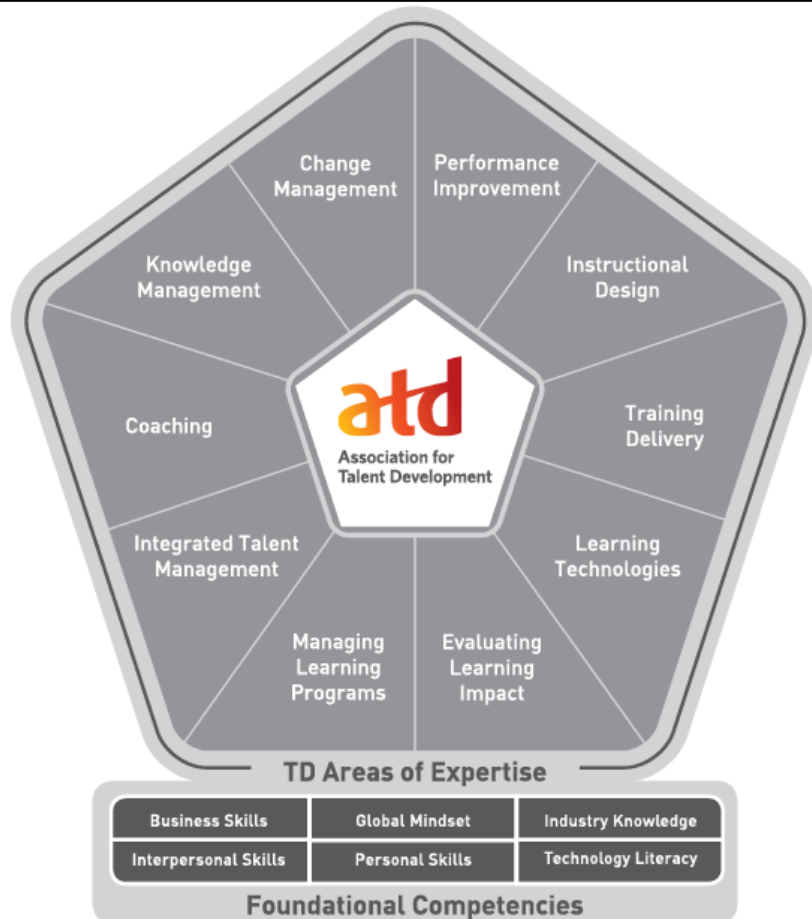 Change
Management
Performance
Improvement
Knowledge
Management
Instructional
Design
atd
Association for
Talent Development
Coaching
Training
Delivery
Integrated Talent
Management
Learning
Technologies
Managing
Learning
Programs
Evaluating
Learning
Impact
TD Areas of Expertise
Business Skills
Global Mindset
Industry Knowledge
Interpersonal Skills
Personal Skills
Technology Literacy
Foundational Competencies